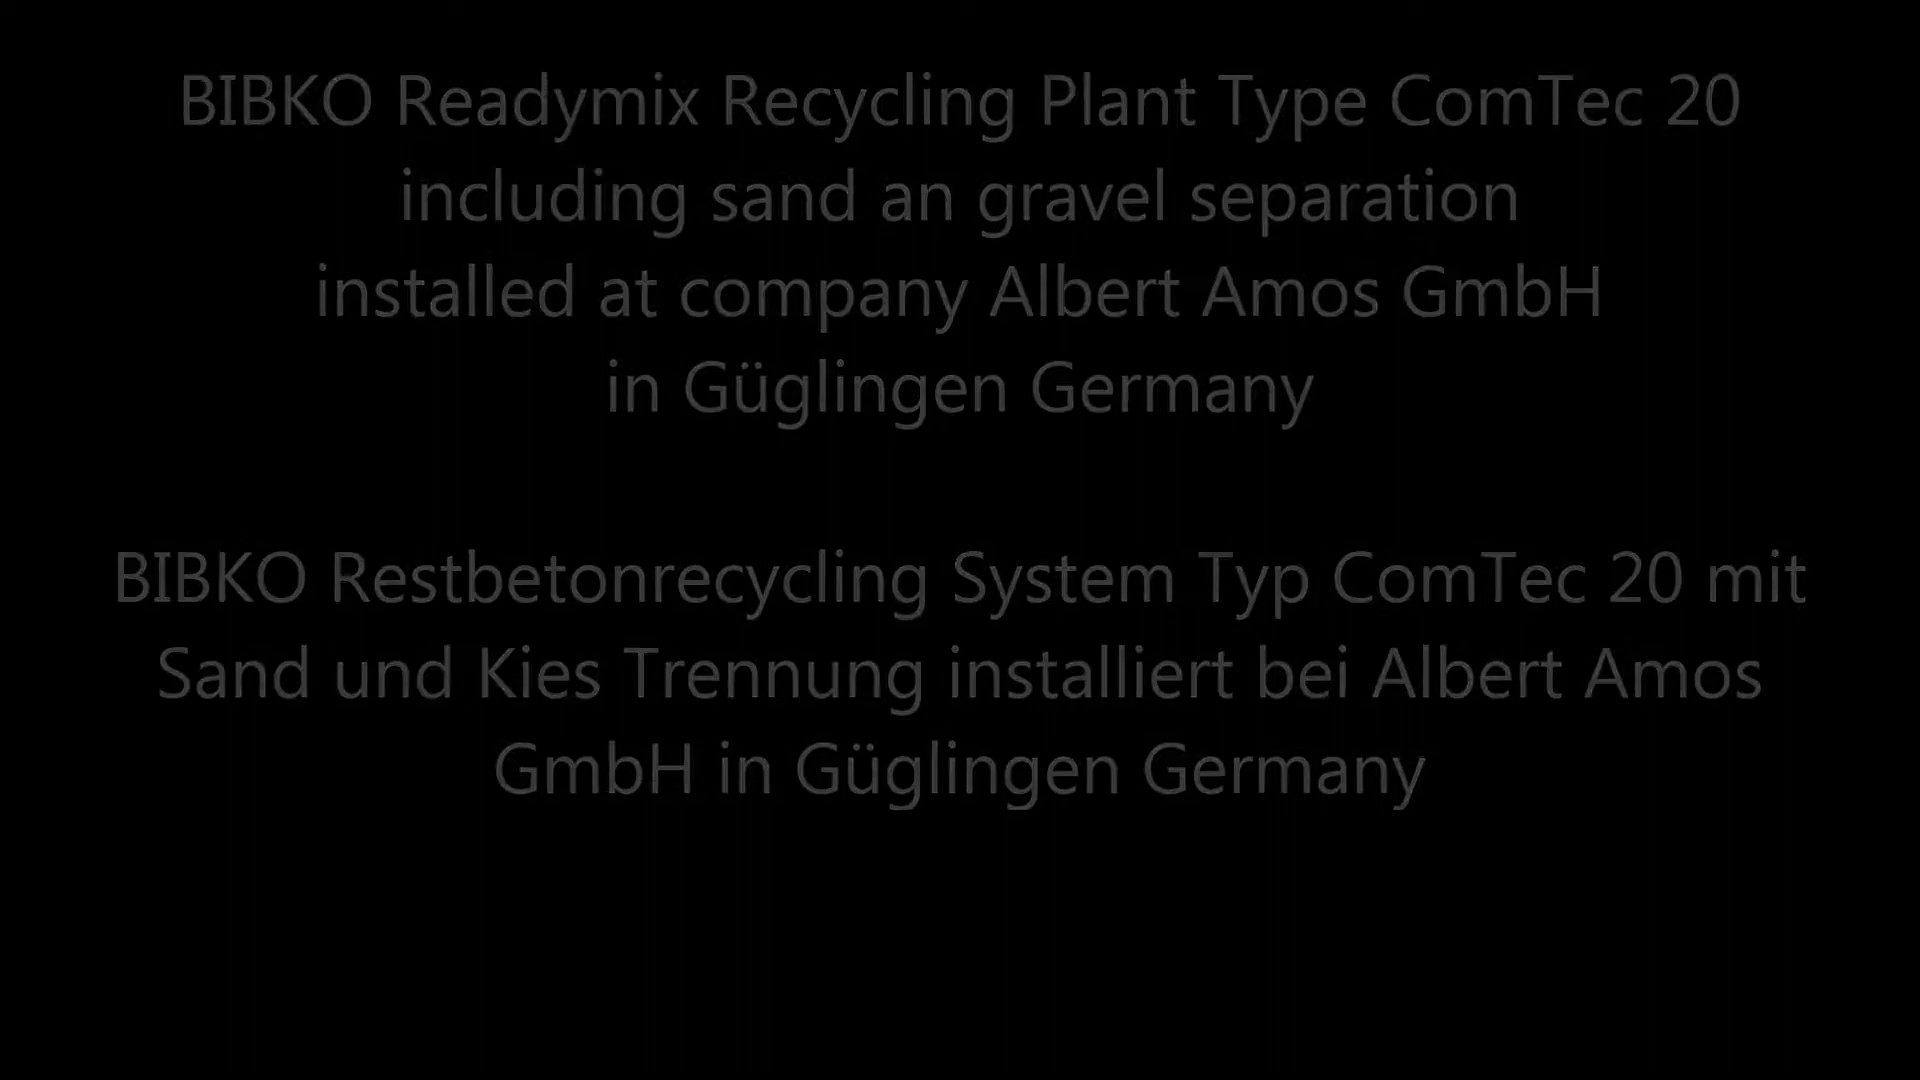 BIBKO Readymix Recycling Plant Type ComTec 20
including sand an gravel separation
installed at company Albert Amos GmbH
in Güglingen Germany
BIBKO Restbetonrecycling System Typ ComTec 20 mit
Sand und Kies Trennung installiert bei Albert Amos
GmbH in Güglingen Germany